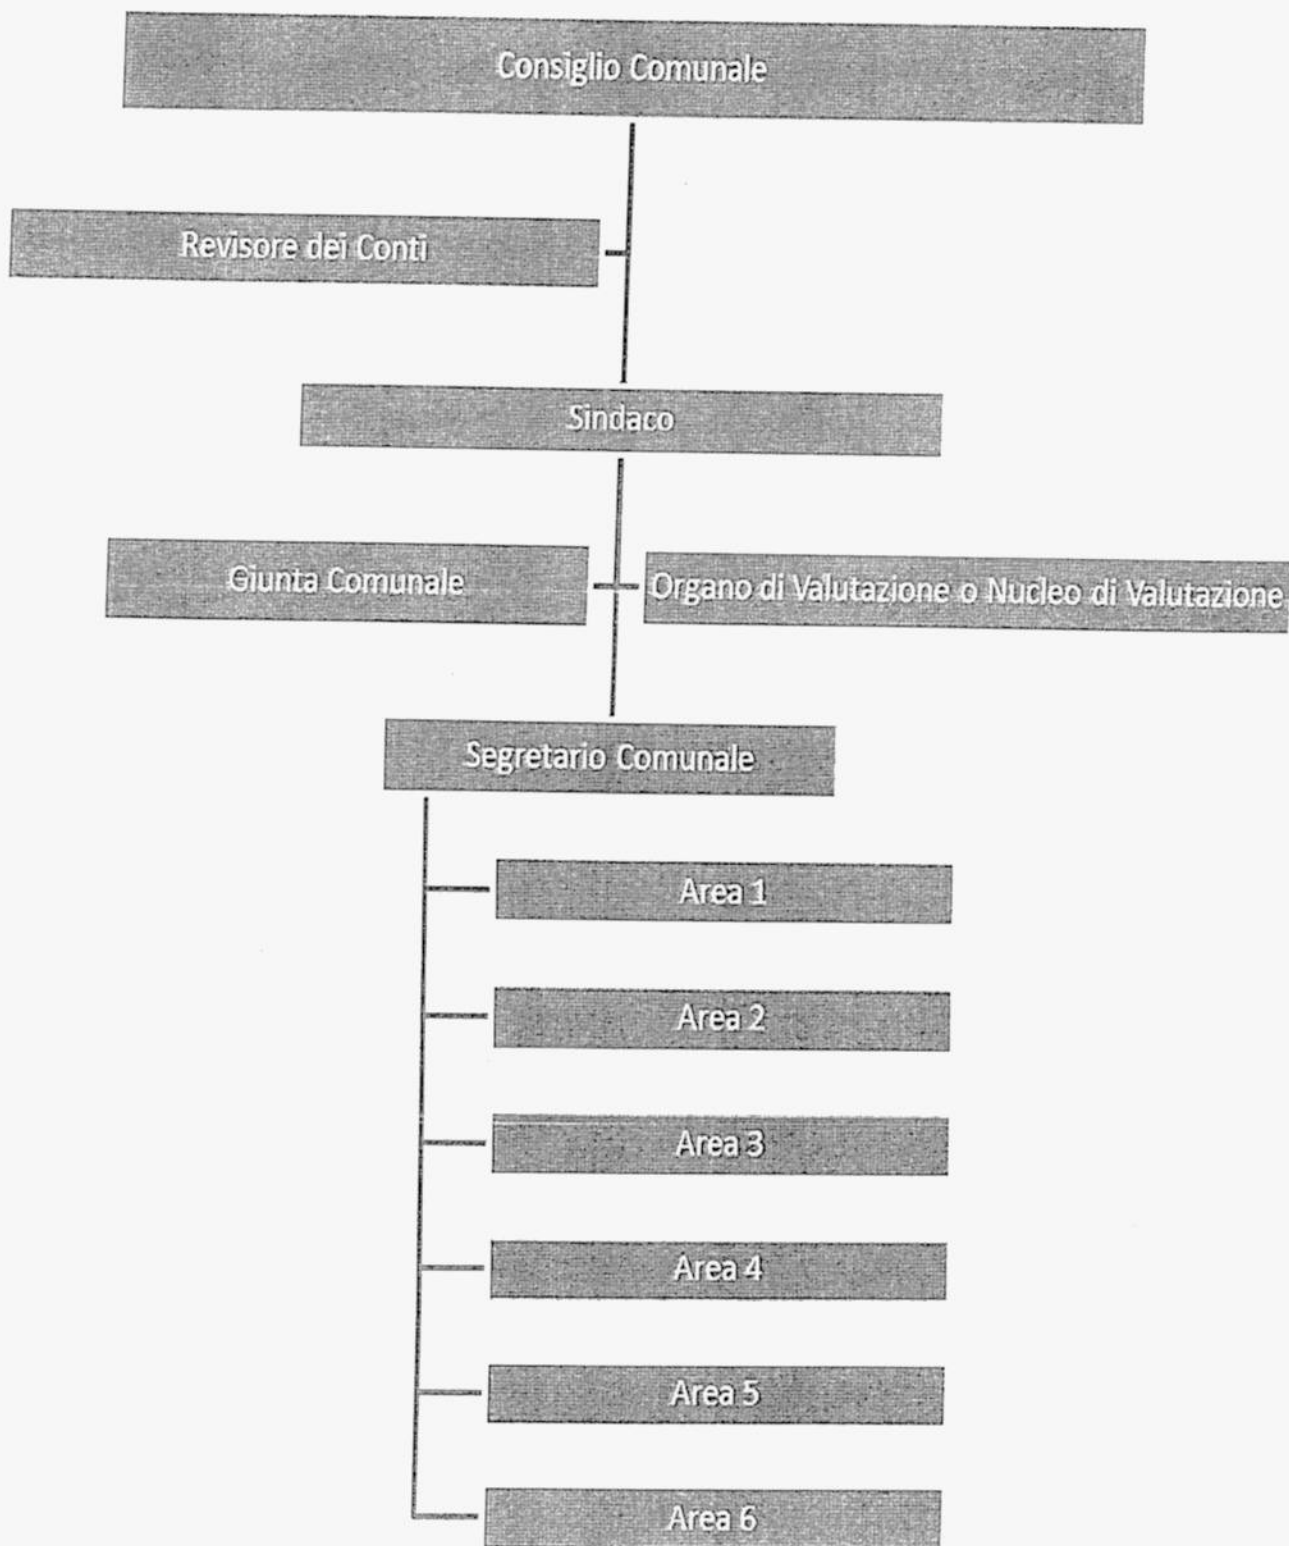 Consiglio Comunale
Revisore dei Conti
Sindaco
Giunta Comunale
Organo di Valutazione o Nucleo di Valutazione
Segretario Comunale
Area 1
Area 2
Area 3
Area 4
Area 5
Area 6